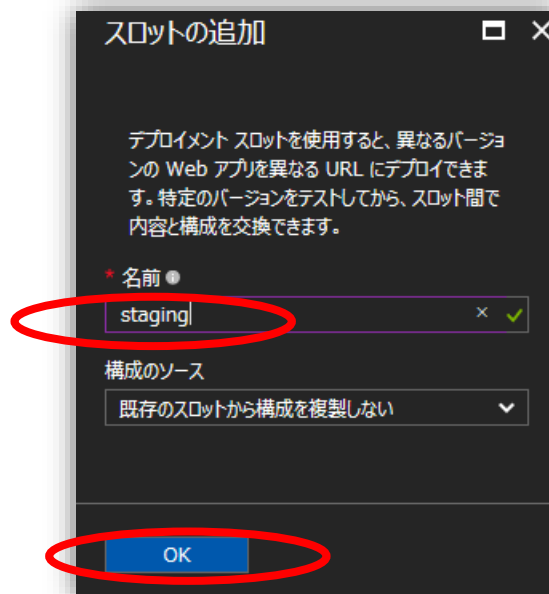 スロットの追加
デプロイメント スロットを使用すると、異なるバージョ
ンの Web アプリを異なる URL にデプロイできま
す。特定のバージョンをテストしてから、スロット間で
内容と構成を交換できます。
* 名前
staging
構成のソース
既存のスロットから構成を複製しない
OK